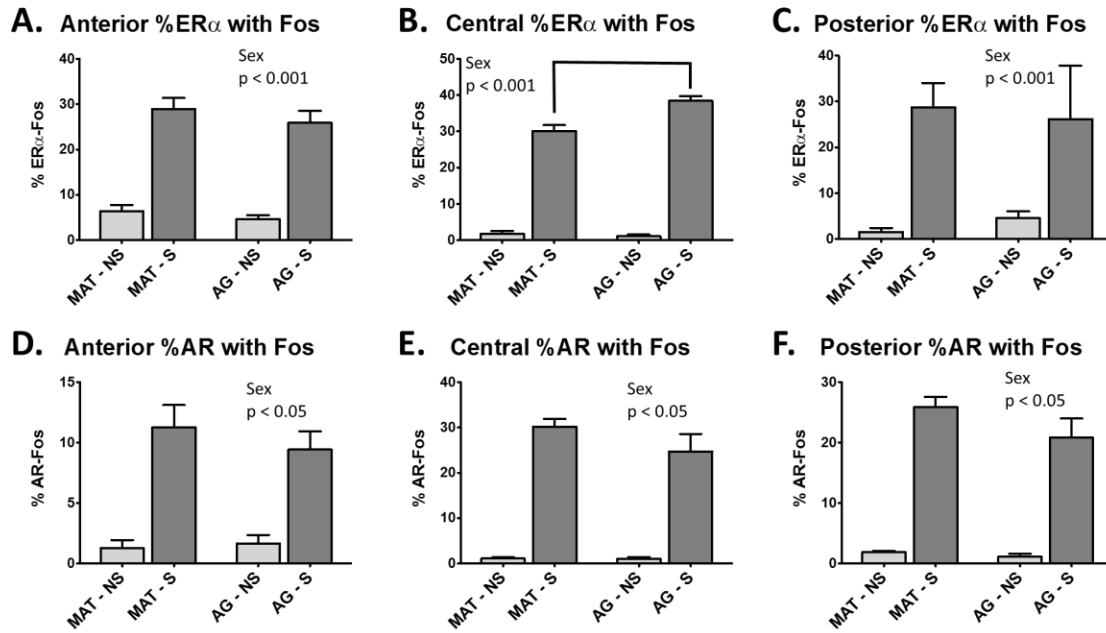 A. Anterior %ERα with Fos
Sex
p < 0.001
% ERα-Fos
40
30
20
10
0
MAT - NS
MAT - S
AG - NS
AG - S
B. Central %ERα with Fos
Sex
p < 0.001
% ERα-Fos
50
40
30
20
10
0
MAT - NS
MAT - S
AG - NS
AG - S
C. Posterior %ERα with Fos
Sex
p < 0.001
% ERα-Fos
40
30
20
10
0
MAT - NS
MAT - S
AG - NS
AG - S
D. Anterior %AR with Fos
Sex
p < 0.05
% AR-Fos
15
10
5
0
MAT - NS
MAT - S
AG - NS
AG - S
E. Central %AR with Fos
Sex
p < 0.05
% AR-Fos
40
30
20
10
0
MAT - NS
MAT - S
AG - NS
AG - S
F. Posterior %AR with Fos
Sex
p < 0.05
% AR-Fos
30
20
10
0
MAT - NS
MAT - S
AG - NS
AG - S